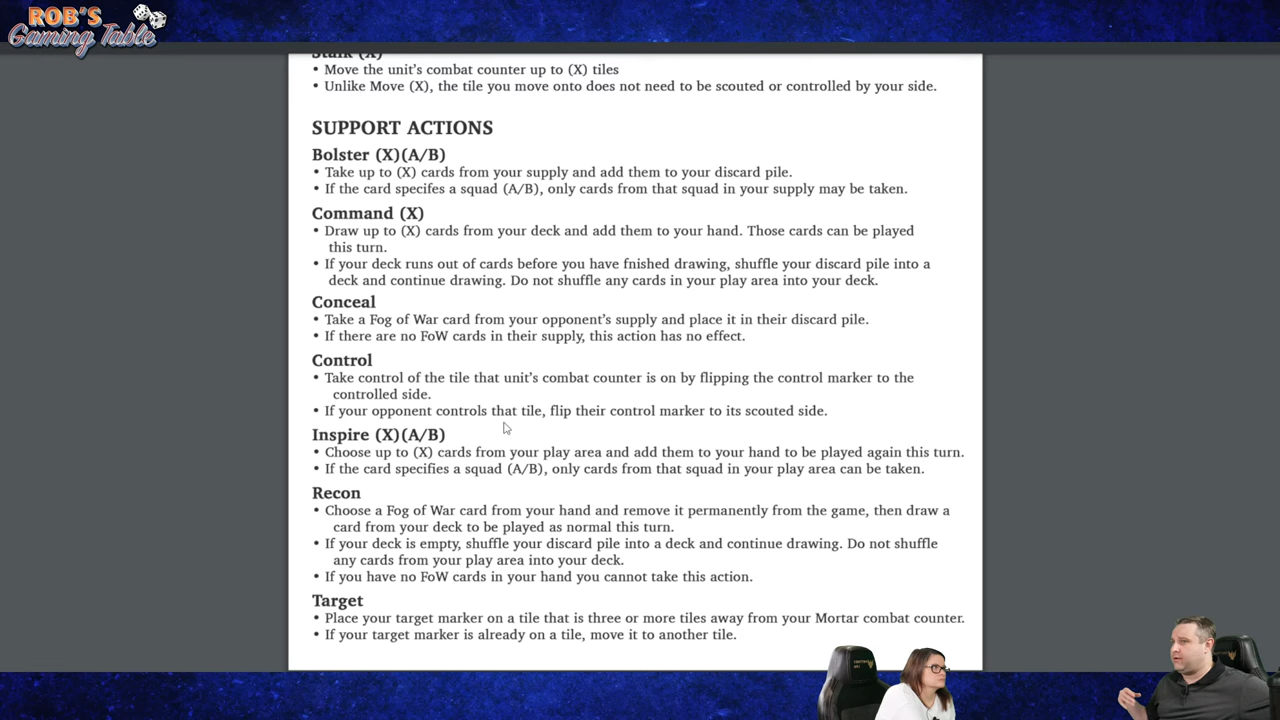 ROB'S
Gaming Table
Stalk (X)
• Move the unit's combat counter up to (X) tiles
• Unlike Move (X), the tile you move onto does not need to be scouted or controlled by your side.
SUPPORT ACTIONS
Bolster (X)(A/B)
• Take up to (X) cards from your supply and add them to your discard pile.
• If the card specifes a squad (A/B), only cards from that squad in your supply may be taken.
Command (X)
• Draw up to (X) cards from your deck and add them to your hand. Those cards can be played
this turn.
• If your deck runs out of cards before you have fnished drawing, shuffle your discard pile into a
deck and continue drawing. Do not shuffle any cards in your play area into your deck.
Conceal
• Take a Fog of War card from your opponent's supply and place it in their discard pile.
• If there are no FoW cards in their supply, this action has no effect.
Control
• Take control of the tile that unit's combat counter is on by flipping the control marker to the
controlled side.
• If your opponent controls that tile, flip their control marker to its scouted side.
Inspire (X)(A/B)
• Choose up to (X) cards from your play area and add them to your hand to be played again this turn.
• If the card specifies a squad (A/B), only cards from that squad in your play area can be taken.
Recon
• Choose a Fog of War card from your hand and remove it permanently from the game, then draw a
card from your deck to be played as normal this turn.
• If your deck is empty, shuffle your discard pile into a deck and continue drawing. Do not shuffle
any cards from your play area into your deck.
• If you have no FoW cards in your hand you cannot take this action.
Target
• Place your target marker on a tile that is three or more tiles away from your Mortar combat counter.
• If your target marker is already on a tile, move it to another tile.